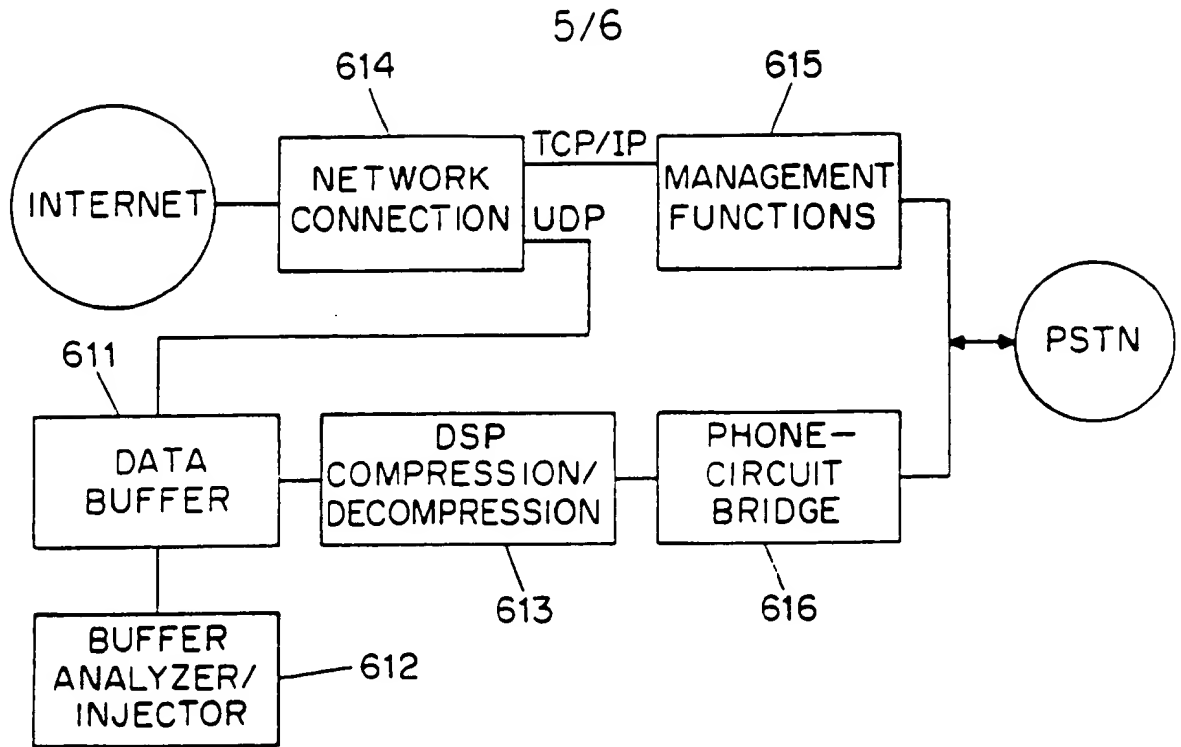 5/6
614
615
INTERNET
NETWORK
CONNECTION
TCP/IP
UDP
MANAGEMENT
FUNCTIONS
PSTN
611
DATA
BUFFER
DSP
COMPRESSION/
DECOMPRESSION
PHONE-
CIRCUIT
BRIDGE
613
616
BUFFER
ANALYZER/
INJECTOR
612